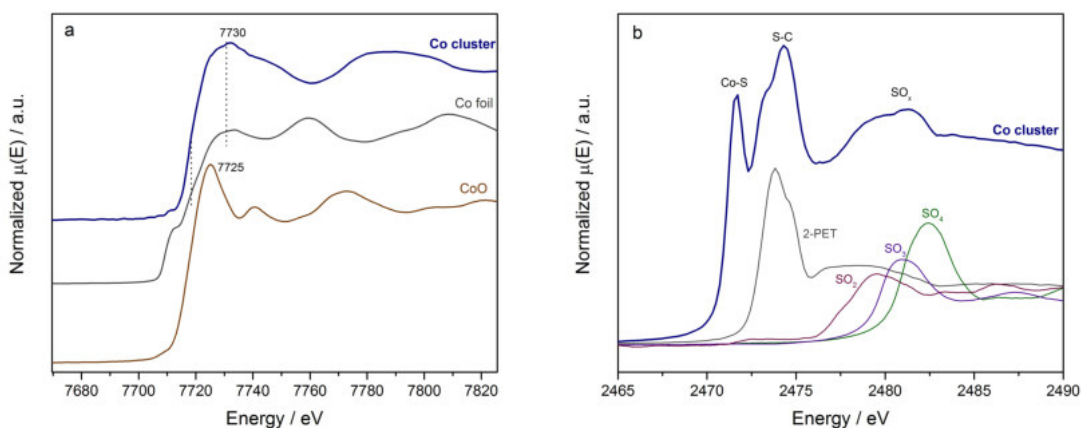 a
7730
Co cluster
Co foil
7725
CoO
Normalized μ(E) / a.u.
7680 7700 7720 7740 7760 7780 7800 7820
Energy / eV
b
S-C
Co-S
SOx
Co cluster
2-PET
SO4
SO3
SO2
Normalized μ(E) / a.u.
2465 2470 2475 2480 2485 2490
Energy / eV